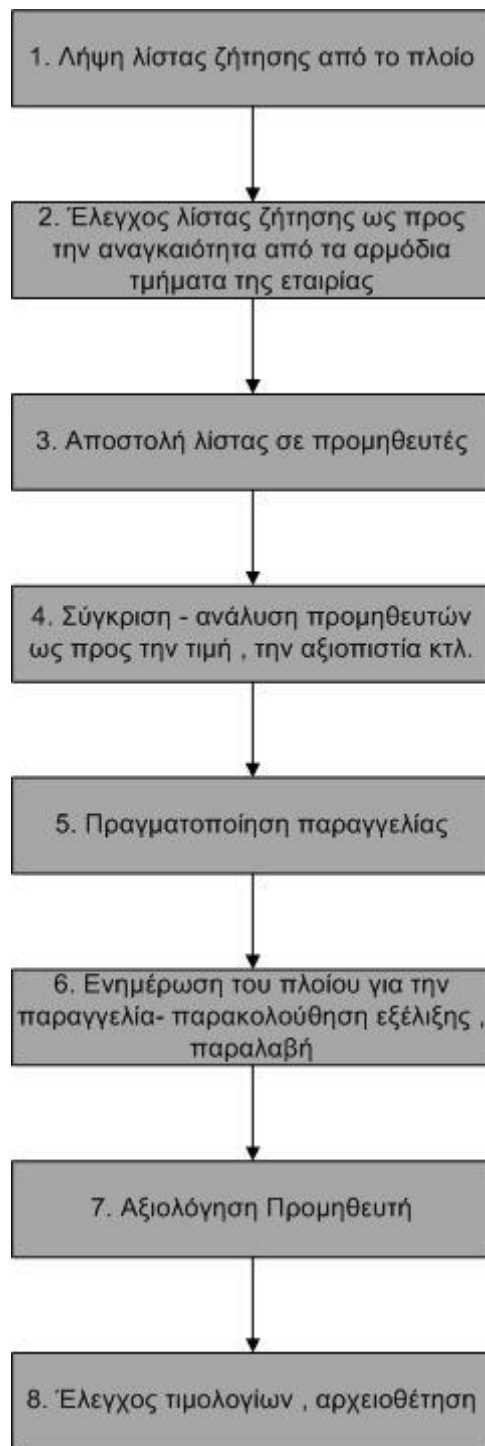 1. Λήψη λίστας ζήτησης από το πλοίο
2. Έλεγχος λίστας ζήτησης ως προς
την αναγκαιότητα από τα αρμόδια
τμήματα της εταιρίας
3. Αποστολή λίστας σε προμηθευτές
4. Σύγκριση - ανάλυση προμηθευτών
ως προς την τιμή , την αξιοπιστία κτλ.
5. Πραγματοποίηση παραγγελίας
6. Ενημέρωση του πλοίου για την
παραγγελία- παρακολούθηση εξέλιξης ,
παραλαβή
7. Αξιολόγηση Προμηθευτή
8. Έλεγχος τιμολογίων , αρχειοθέτηση